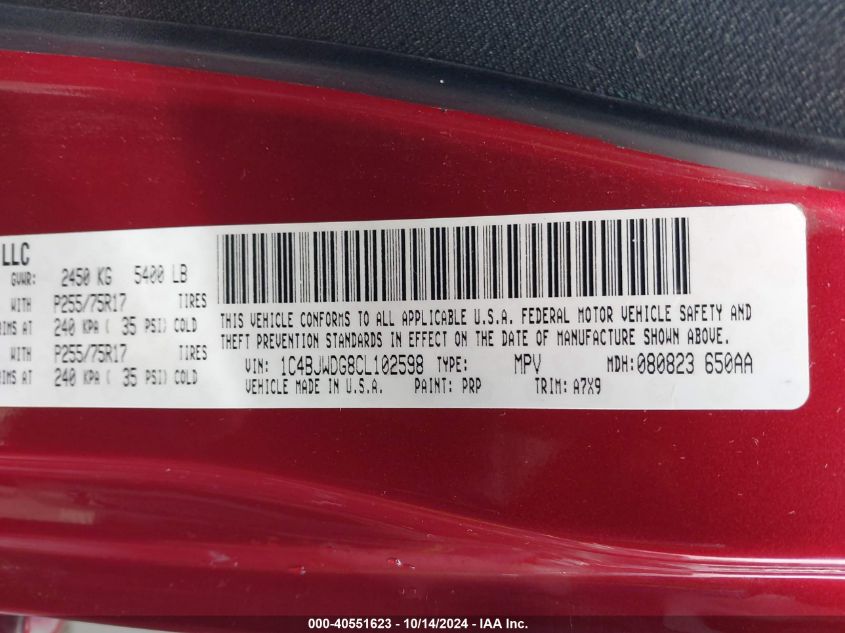 LLC
GVWR: 2450 KG 5400 LB
WITH P255/75R17 TIRES
RIMS AT 240 KPA ( 35 PSI) COLD
WITH P255/75R17 TIRES
RIMS AT 240 KPA ( 35 PSI) COLD
THIS VEHICLE CONFORMS TO ALL APPLICABLE U.S.A. FEDERAL MOTOR VEHICLE SAFETY AND
THEFT PREVENTION STANDARDS IN EFFECT ON THE DATE OF MANUFACTURE SHOWN ABOVE.
VIN: 1C4BJWDG8CL102598 TYPE: MPV MDH:080823 650AA
VEHICLE MADE IN U.S.A. PAINT: PRP TRIM: A7X9
000-40551623 - 10/14/2024 - IAA Inc.